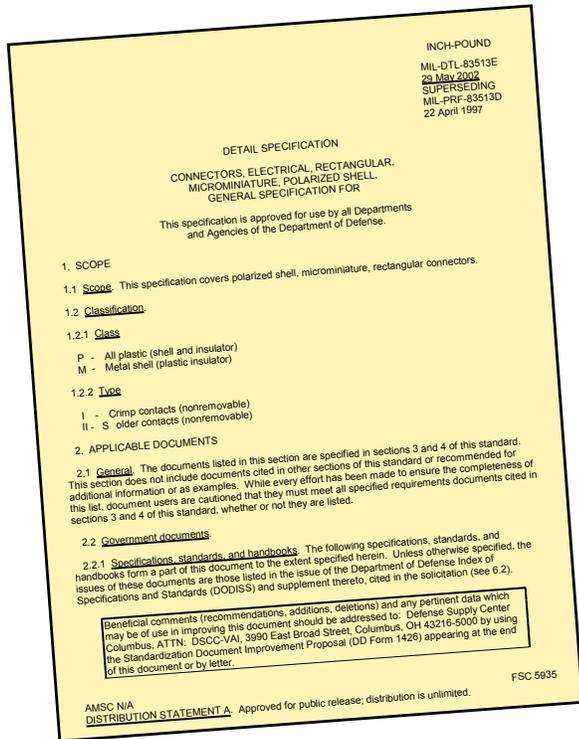 INCH-POUND
MIL-DTL-83513E
29 May 2002
SUPERSEDING
MIL-PRF-83513D
22 April 1997
DETAIL SPECIFICATION
CONNECTORS, ELECTRICAL, RECTANGULAR,
MICROMINIATURE, POLARIZED SHELL,
GENERAL SPECIFICATION FOR
This specification is approved for use by all Departments
and Agencies of the Department of Defense.
1. SCOPE
1.1 Scope. This specification covers polarized shell, microminiature, rectangular connectors.
1.2 Classification.
1.2.1 Class
P - All plastic (shell and insulator)
M - Metal shell (plastic insulator)
1.2.2 Type
I - Crimp contacts (nonremovable)
II - S older contacts (nonremovable)
2. APPLICABLE DOCUMENTS
2.1 General. The documents listed in this section are specified in sections 3 and 4 of this standard.
This section does not include documents cited in other sections of this standard or recommended for
additional information or as examples. While every effort has been made to ensure the completeness of
this list, document users are cautioned that they must meet all specified requirements documents cited in
sections 3 and 4 of this standard, whether or not they are listed.
2.2 Government documents.
2.2.1 Specifications, standards, and handbooks. The following specifications, standards, and
handbooks form a part of this document to the extent specified herein. Unless otherwise specified, the
issues of these documents are those listed in the issue of the Department of Defense Index of
Specifications and Standards (DODISS) and supplement thereto, cited in the solicitation (see 6.2).
Beneficial comments (recommendations, additions, deletions) and any pertinent data which
may be of use in improving this document should be addressed to: Defense Supply Center
Columbus, ATTN: DSCC-VAI, 3990 East Broad Street, Columbus, OH 43216-5000 by using
the Standardization Document Improvement Proposal (DD Form 1426) appearing at the end
of this document or by letter.
AMSC N/A
FSC 5935
DISTRIBUTION STATEMENT A. Approved for public release; distribution is unlimited.